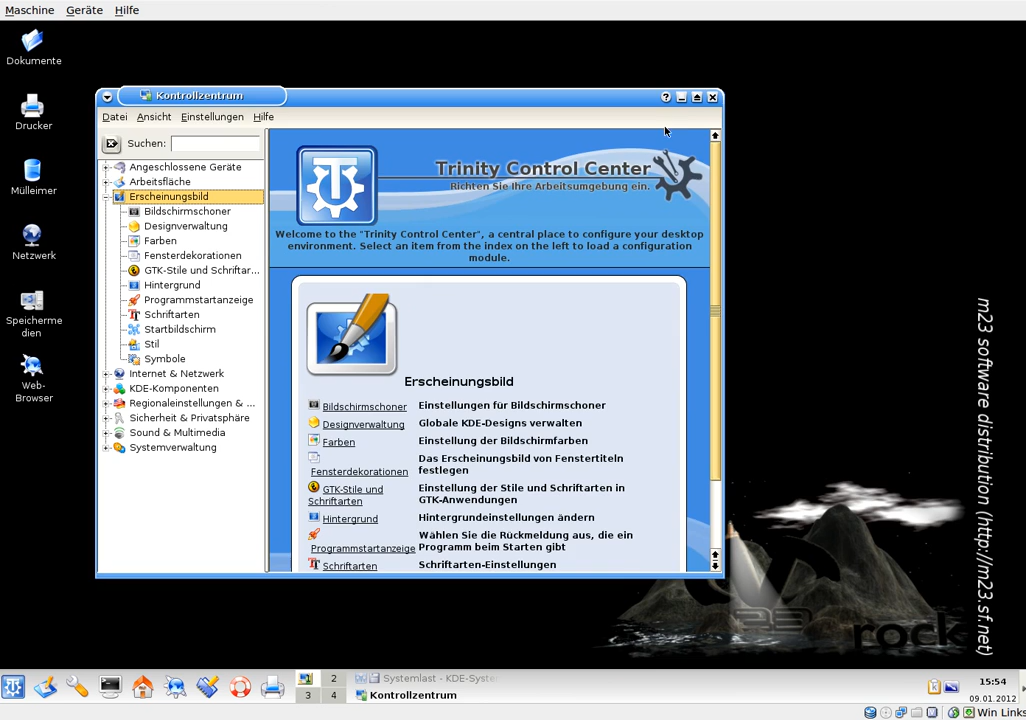 Maschine Geräte Hilfe
Dokumente
Drucker
Mülleimer
Netzwerk
Speicherme
dien
Web-
Browser
Kontrollzentrum
Datei Ansicht Einstellungen Hilfe
Suchen:
Angeschlossene Geräte
Arbeitsfläche
Erscheinungsbild
Bildschirmschoner
Designverwaltung
Farben
Fensterdekorationen
GTK-Stile und Schriftar...
Hintergrund
Programmstartanzeige
Schriftarten
Startbildschirm
Stil
Symbole
Internet & Netzwerk
KDE-Komponenten
Regionaleinstellungen & ...
Sicherheit & Privatsphäre
Sound & Multimedia
Systemverwaltung
Trinity Control Center
Richten Sie Ihre Arbeitsumgebung ein.
Welcome to the "Trinity Control Center", a central place to configure your desktop
environment. Select an item from the index on the left to load a configuration
module.
Erscheinungsbild
Bildschirmschoner Einstellungen für Bildschirmschoner
Designverwaltung Globale KDE-Designs verwalten
Farben Einstellung der Bildschirmfarben
Fensterdekorationen
Das Erscheinungsbild von Fenstertiteln
festlegen
GTK-Stile und
Schriftarten
Einstellung der Stile und Schriftarten in
GTK-Anwendungen
Hintergrund Hintergrundeinstellungen ändern
Programmstartanzeige
Wählen Sie die Rückmeldung aus, die ein
Programm beim Starten gibt
Schriftarten Schriftarten-Einstellungen
m23 software distribution (http://m23.sf.net)
rock
2
3 4
Systemlast - KDE-Syste
Kontrollzentrum
15:54
09.01.2012
Win Links